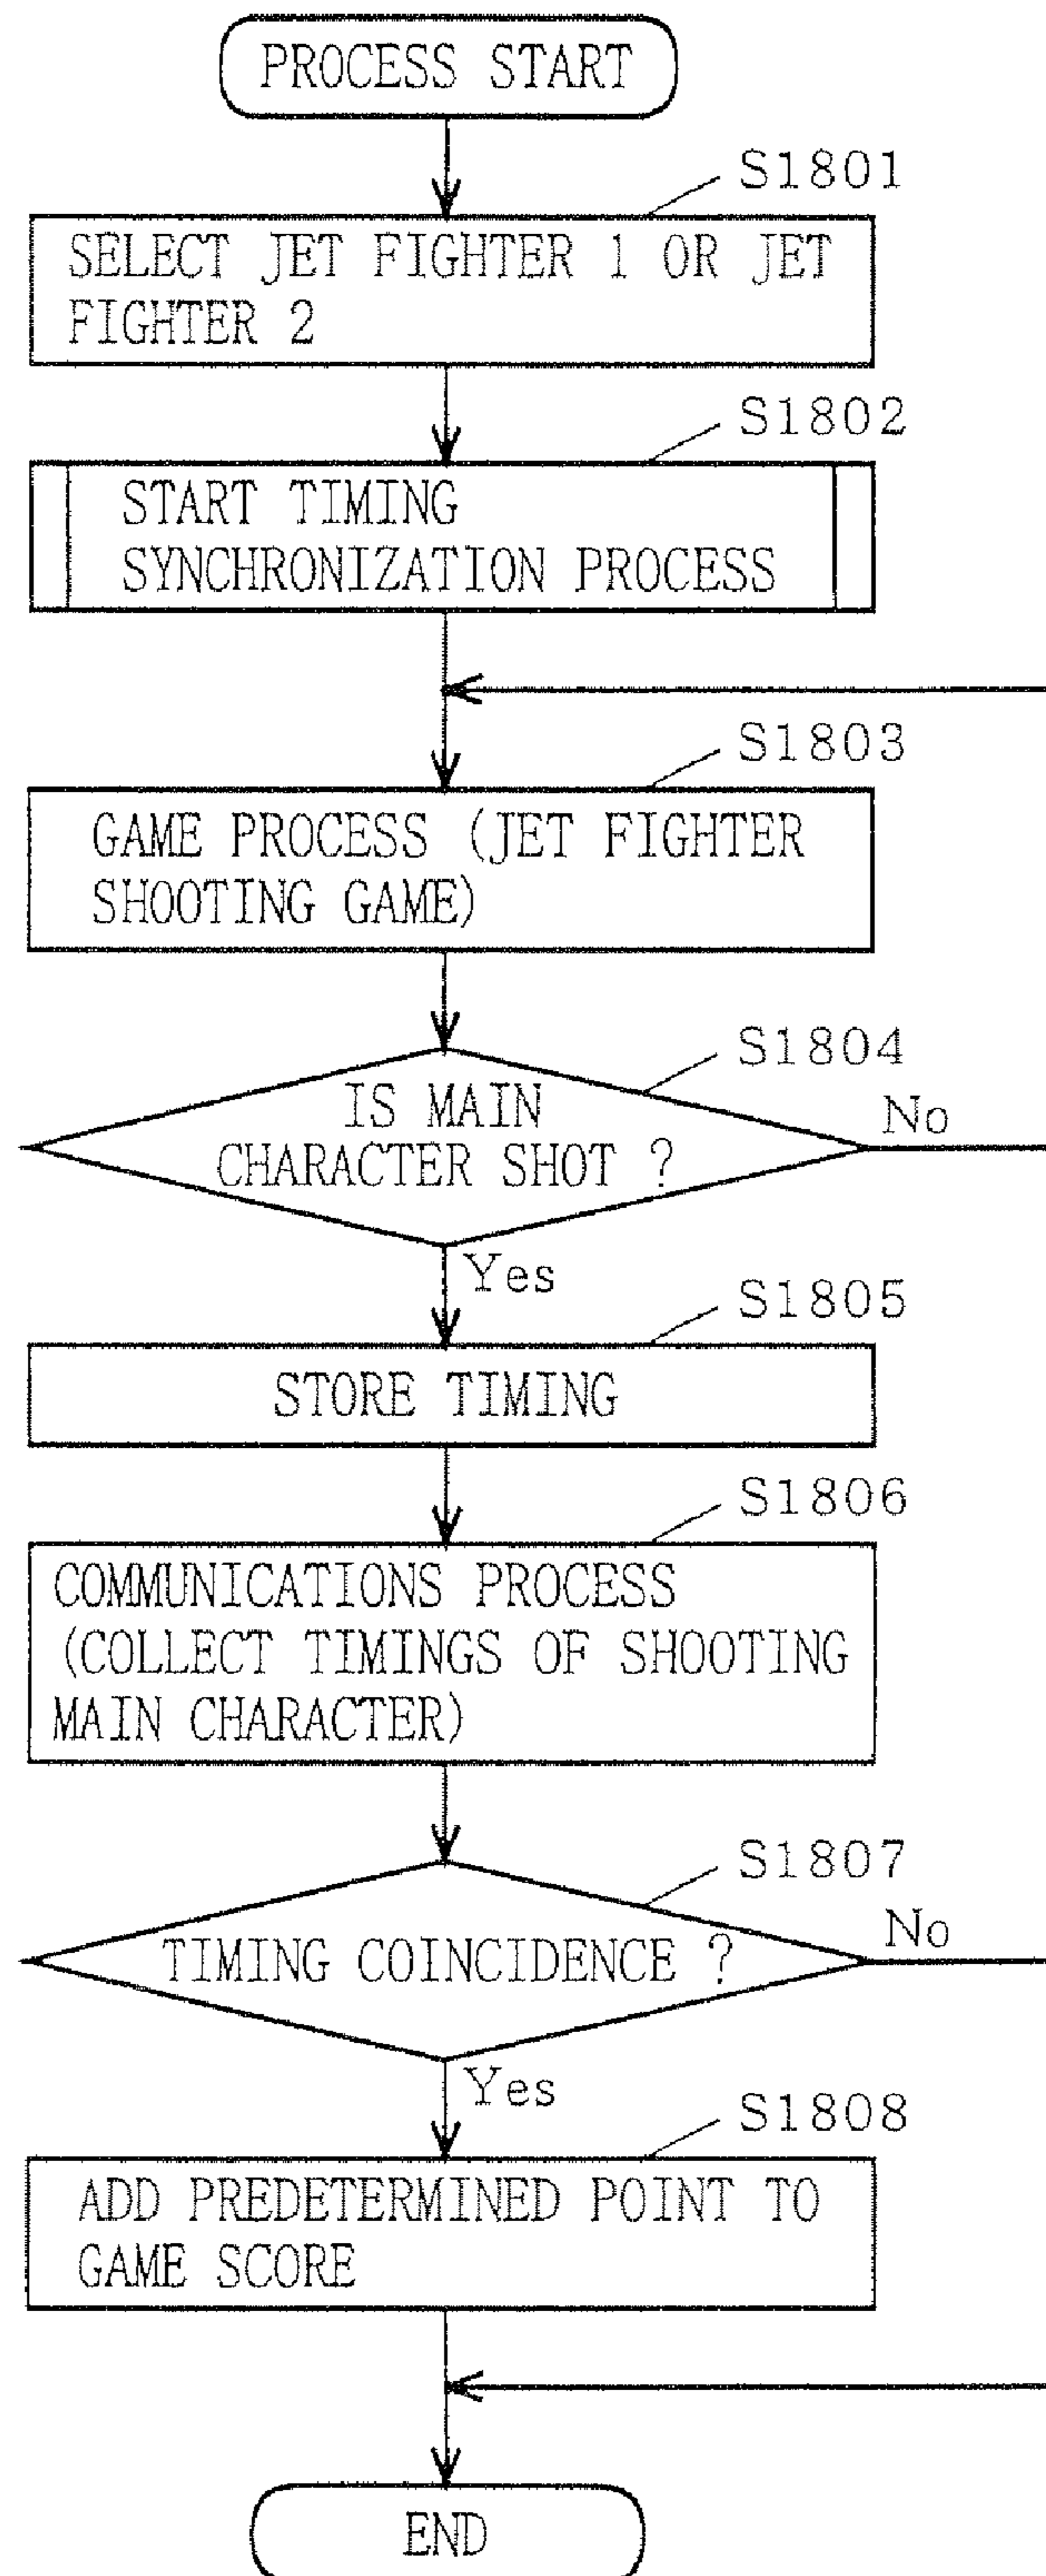 PROCESS START
S1801
SELECT JET FIGHTER 1 OR JET
FIGHTER 2
S1802
START TIMING
SYNCHRONIZATION PROCESS
S1803
GAME PROCESS (JET FIGHTER
SHOOTING GAME)
S1804
IS MAIN
CHARACTER SHOT ?
No
Yes
S1805
STORE TIMING
S1806
COMMUNICATIONS PROCESS
(COLLECT TIMINGS OF SHOOTING
MAIN CHARACTER)
S1807
TIMING COINCIDENCE ?
No
Yes
S1808
ADD PREDETERMINED POINT TO
GAME SCORE
END